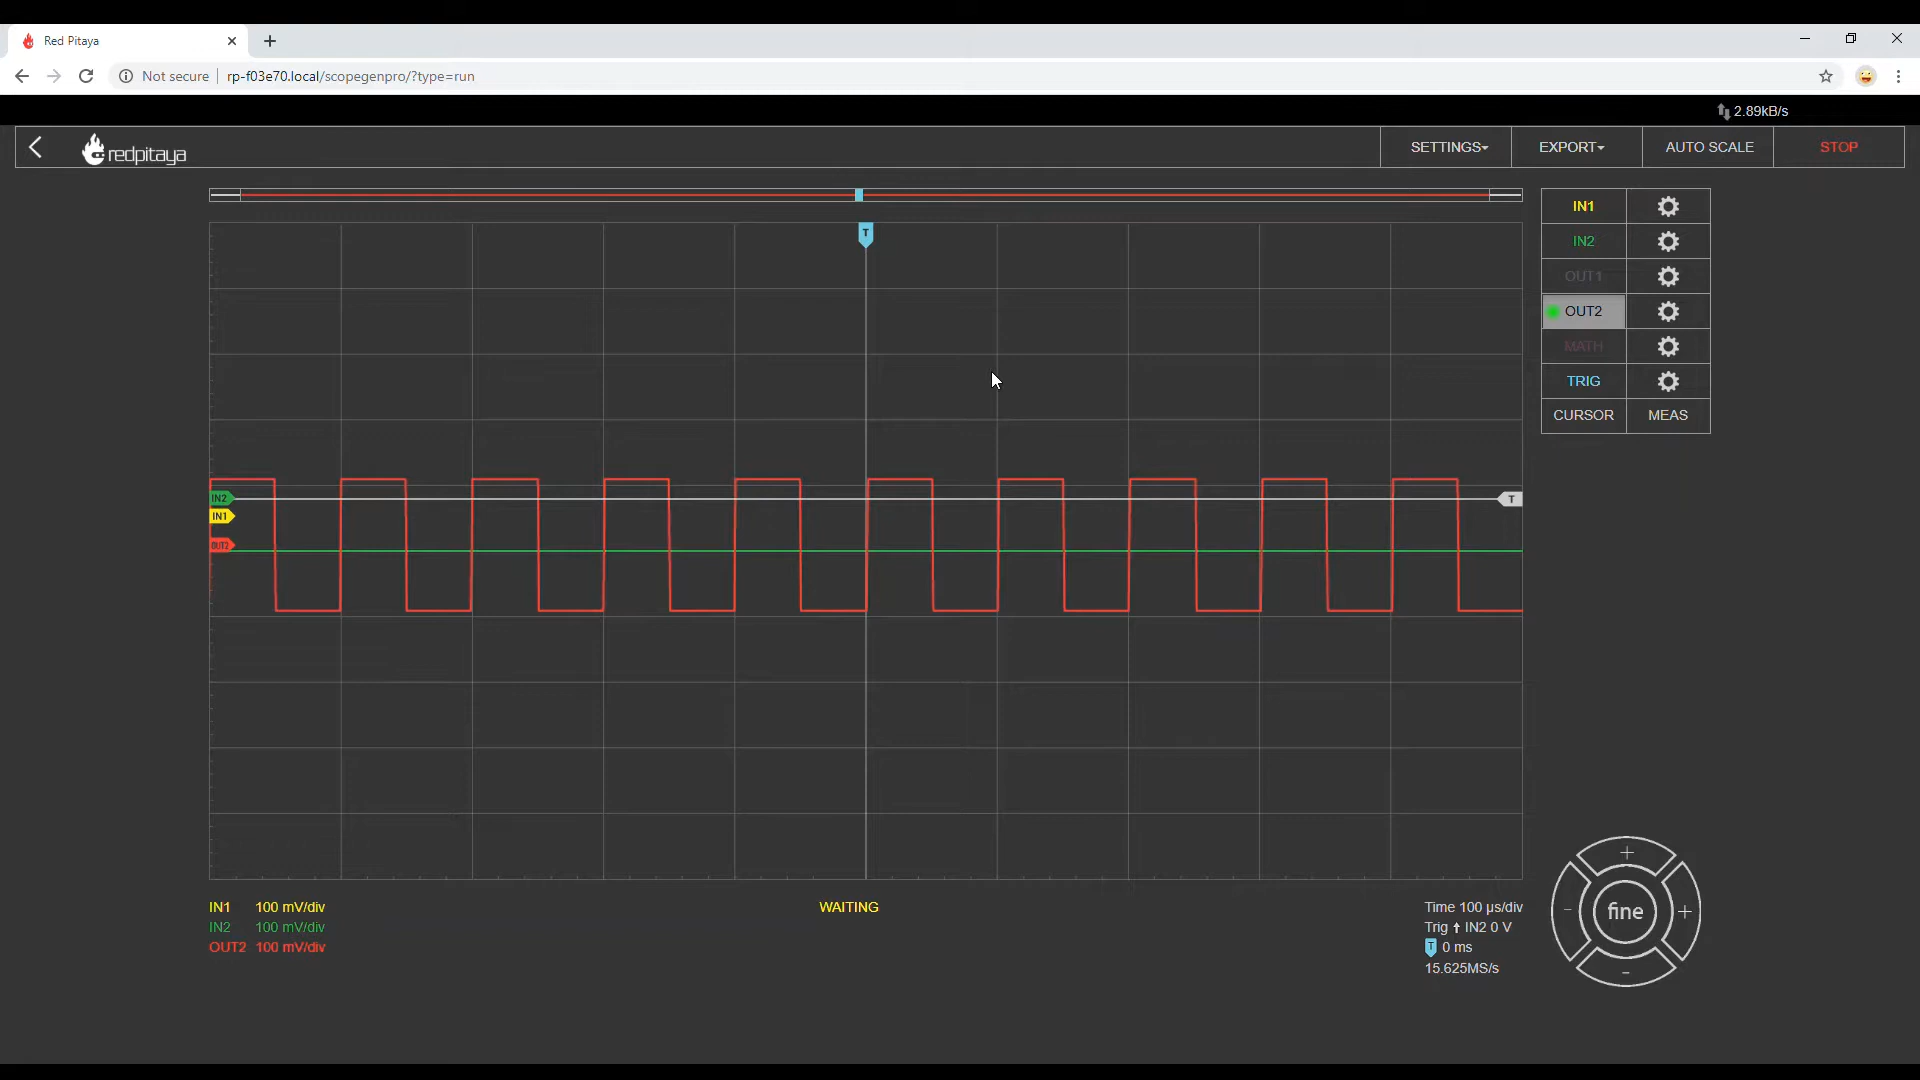 Red Pitaya
Not secure
rp-f03e70.local/scopegenpro/?type=run
2.89kB/s
redpitaya
SETTINGS
EXPORT
AUTO SCALE
STOP
T
IN1
IN2
OUT1
OUT2
MATH
TRIG
CURSOR
MEAS
IN2
IN1
OUT2
T
IN1 100 mV/div
IN2 100 mV/div
OUT2 100 mV/div
WAITING
Time 100 µs/div
Trig IN2 0 V
T 0 ms
15.625MS/s
+
- fine +
-